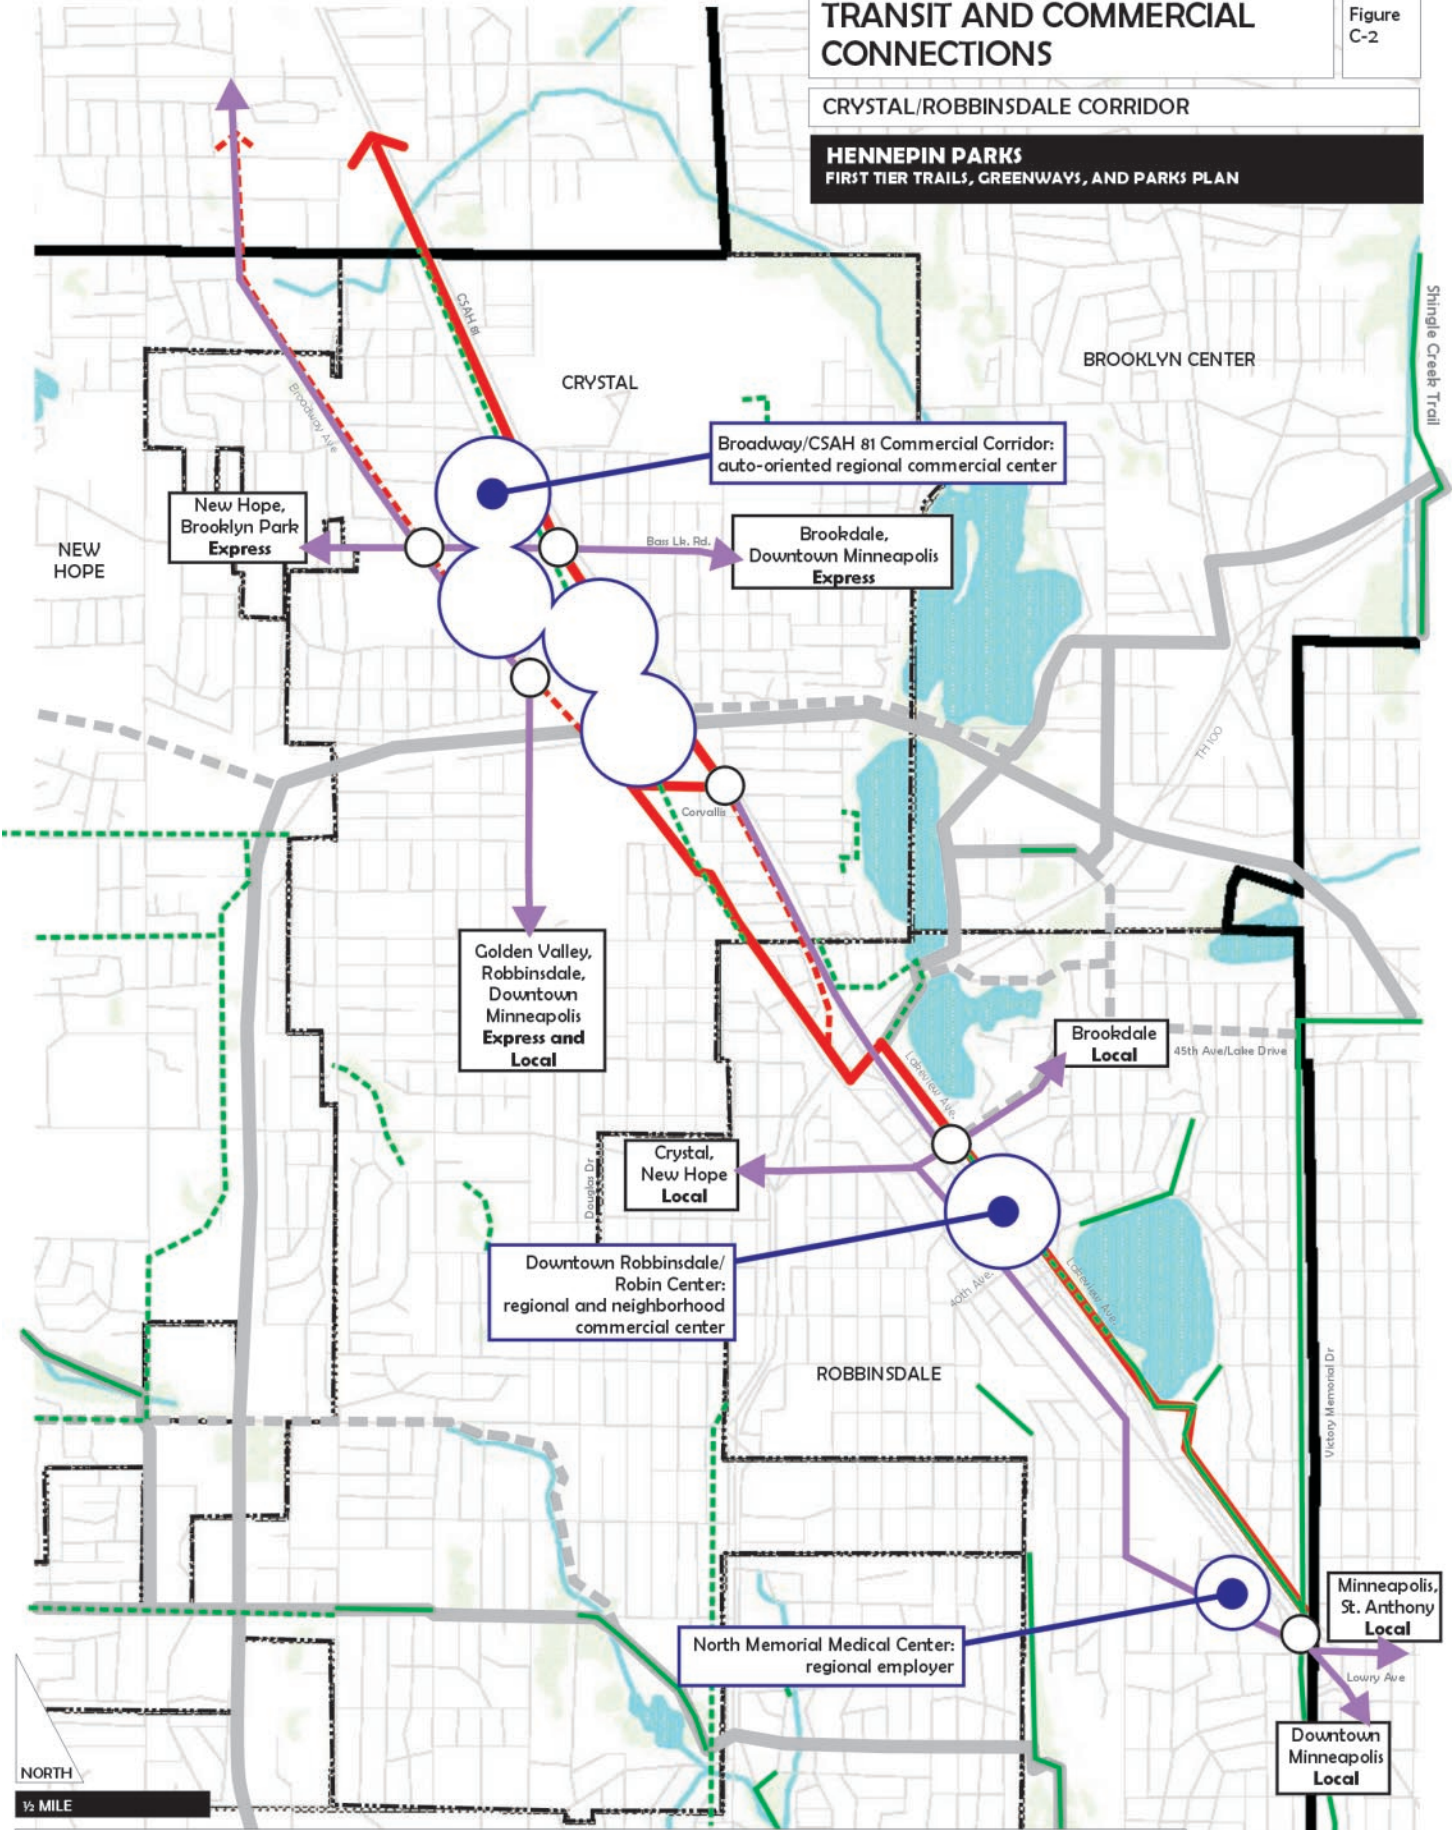 TRANSIT AND COMMERCIAL
CONNECTIONS
Figure
C-2
CRYSTAL/ROBBINSDALE CORRIDOR
HENNEPIN PARKS
FIRST TIER TRAILS, GREENWAYS, AND PARKS PLAN
Shingle Creek Trail
CSAH 81
BROOKLYN CENTER
CRYSTAL
Broadway Ave
Broadway/CSAH 81 Commercial Corridor:
auto-oriented regional commercial center
New Hope,
Brooklyn Park
Express
NEW
HOPE
Bass Lk. Rd.
Brookdale,
Downtown Minneapolis
Express
TH 100
Corvallis
Golden Valley,
Robbinsdale,
Downtown
Minneapolis
Express and
Local
Brookdale
Local
45th Ave/Lake Drive
Lakeview Ave.
Crystal,
New Hope
Local
Douglas Dr
Downtown Robbinsdale/
Robin Center:
regional and neighborhood
commercial center
40th Ave.
Lakeview Ave.
ROBBINSDALE
Victory Memorial Dr
Minneapolis,
St. Anthony
Local
North Memorial Medical Center:
regional employer
Lowry Ave
Downtown
Minneapolis
Local
NORTH
½ MILE